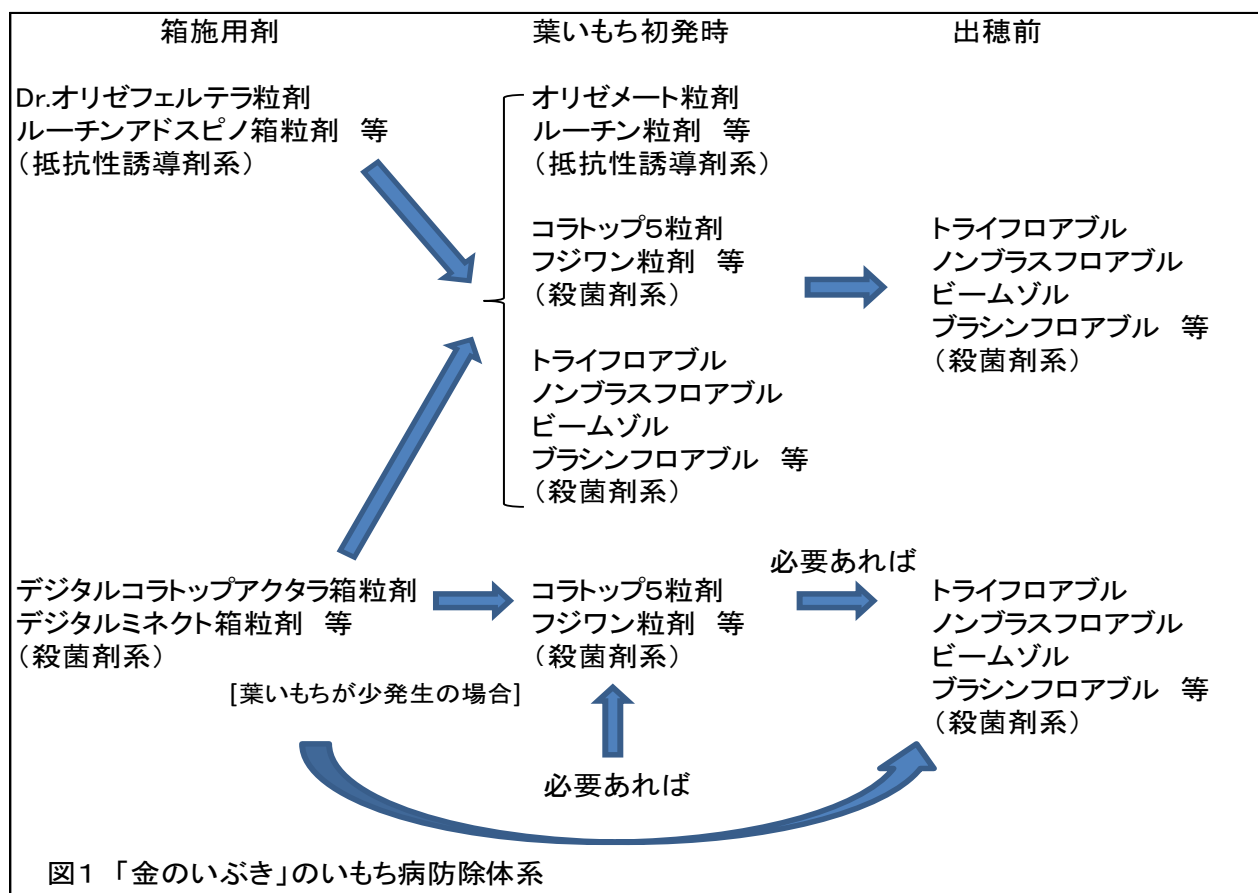 箱施用剤
葉いもち初発時
出穂前
Dr.オリゼフェルテラ粒剤
ルーチンアドスピノ箱粒剤 等
（抵抗性誘導剤系）
オリゼメート粒剤
ルーチン粒剤 等
（抵抗性誘導剤系）
コラトップ5粒剤
フジワン粒剤 等
（殺菌剤系）
トライフロアブル
ノンブラスフロアブル
ビームゾル
ブラシンフロアブル 等
（殺菌剤系）
トライフロアブル
ノンブラスフロアブル
ビームゾル
ブラシンフロアブル 等
（殺菌剤系）
デジタルコラトップアクタラ箱粒剤
デジタルミネクト箱粒剤 等
（殺菌剤系）
コラトップ5粒剤
フジワン粒剤 等
（殺菌剤系）
必要あれば
トライフロアブル
ノンブラスフロアブル
ビームゾル
ブラシンフロアブル 等
（殺菌剤系）
[葉いもちが少発生の場合]
必要あれば
図１ 「金のいぶき」のいもち病防除体系